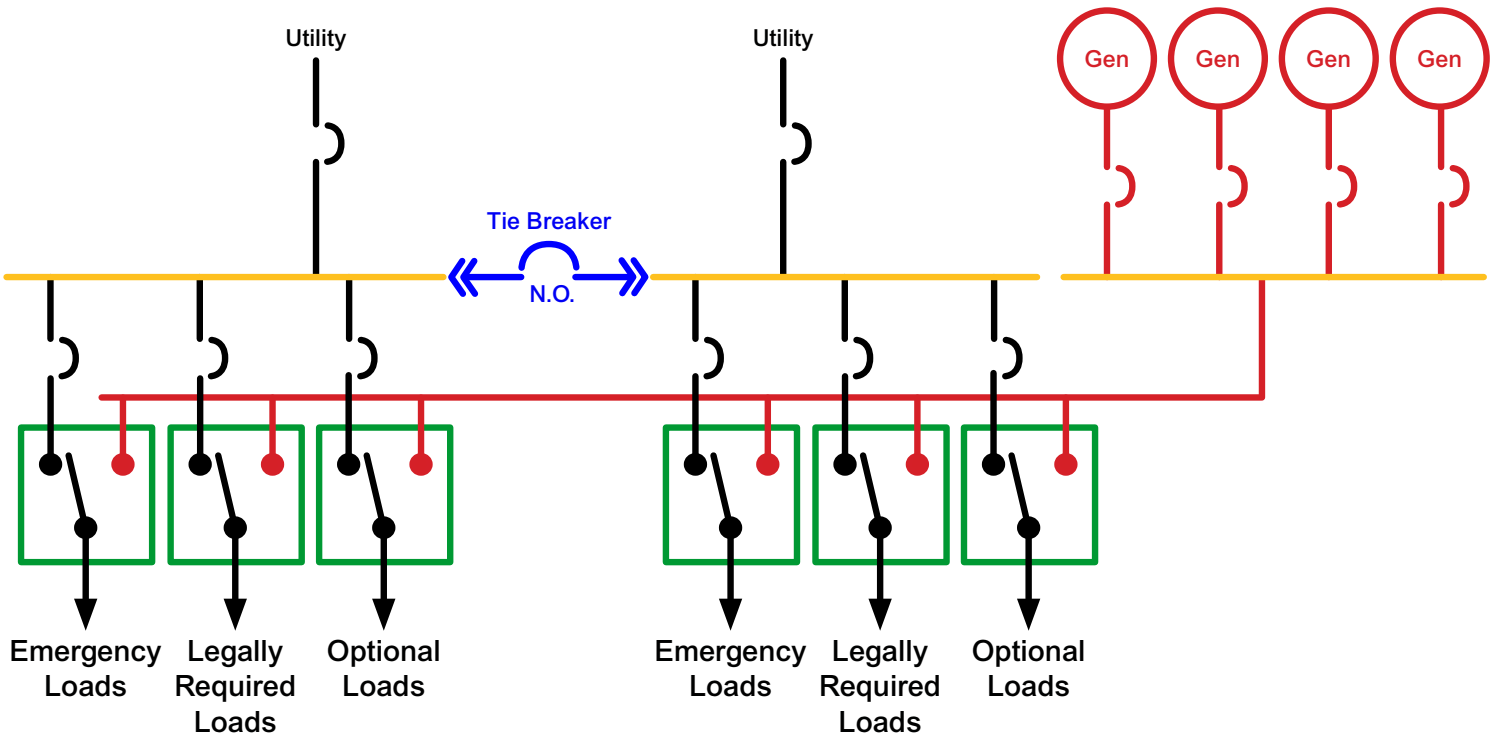 Utility
Utility
Gen
Gen
Gen
Gen
Tie Breaker
N.O.
Emergency
Loads
Legally
Required
Loads
Optional
Loads
Emergency
Loads
Legally
Required
Loads
Optional
Loads